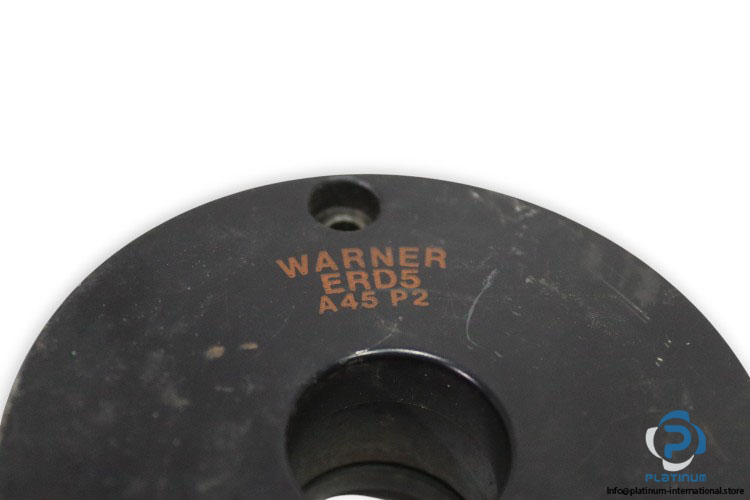 WARNER
ERD5
A45 P2
PLATINUM
Info@platinum-international.store